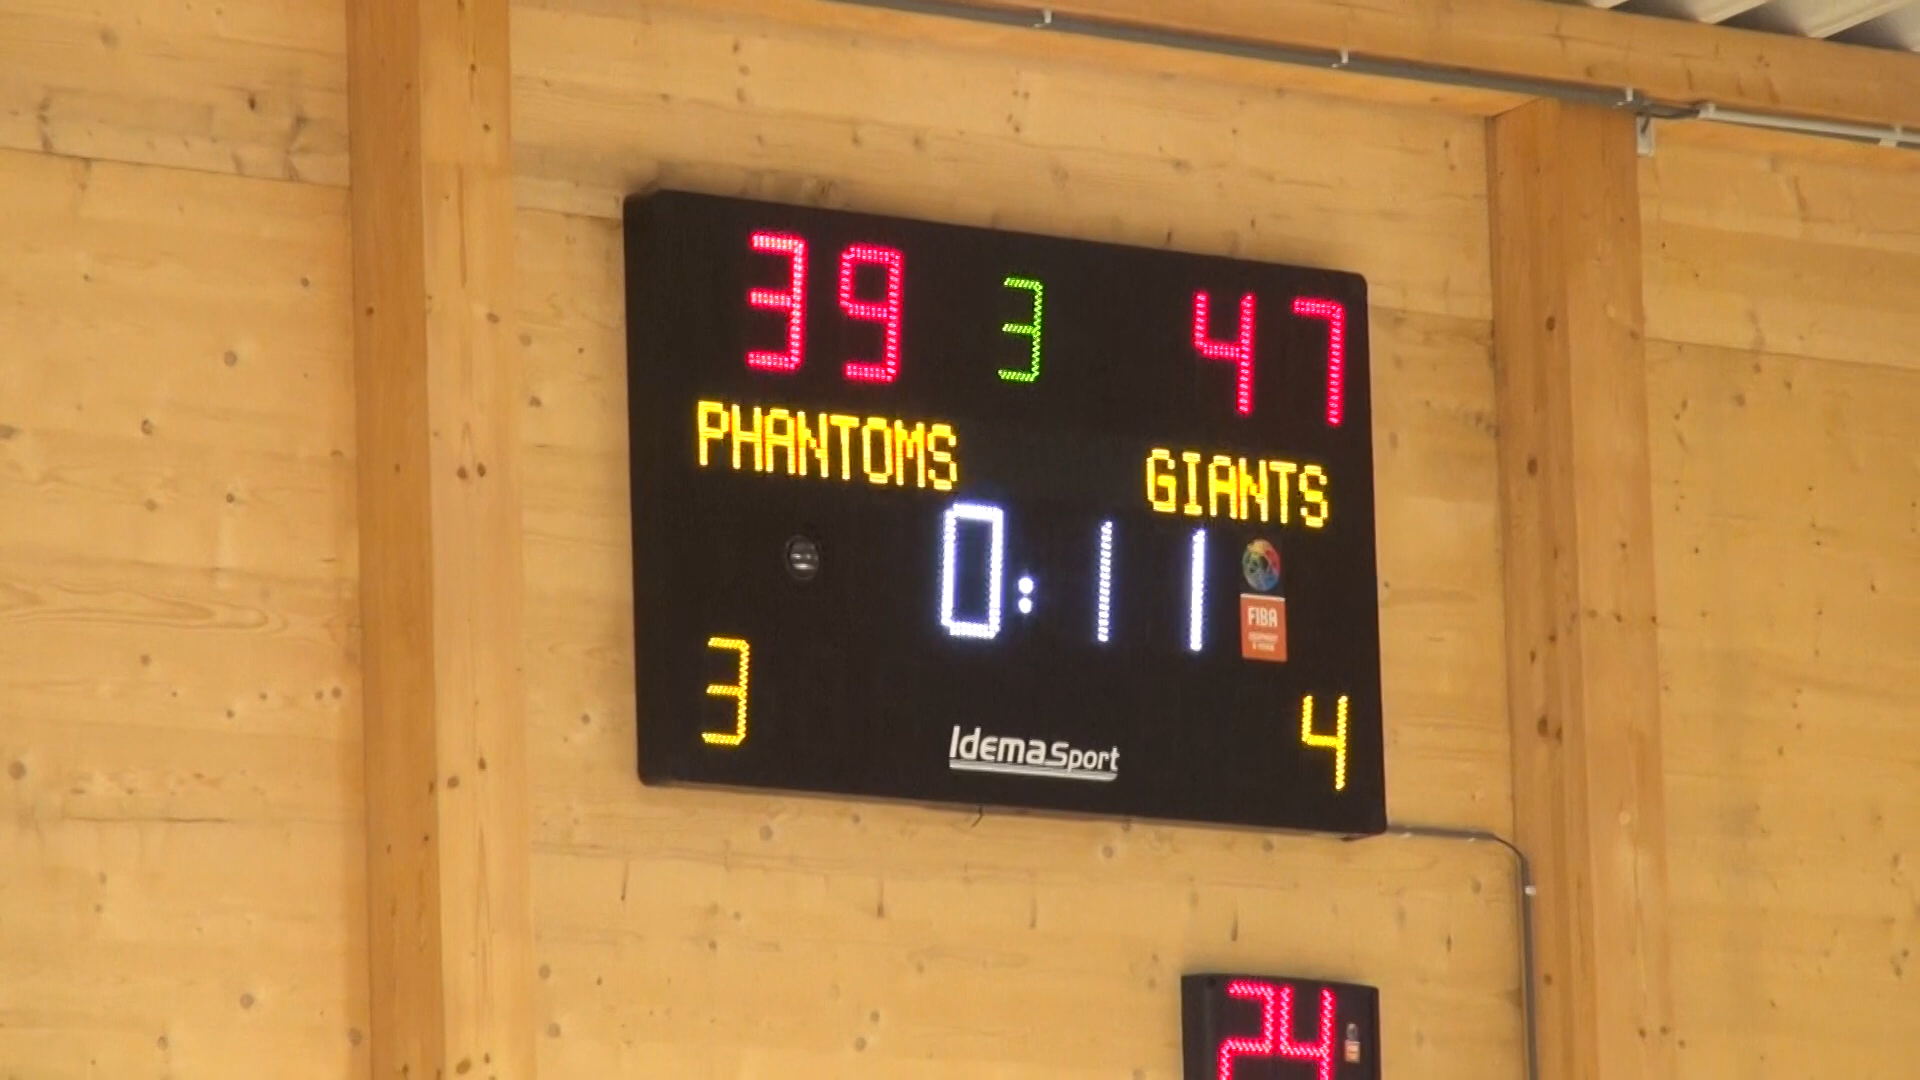 39 3 47
PHANTOMS GIANTS
0:11
FIBA
3 4
IdemaSport
24